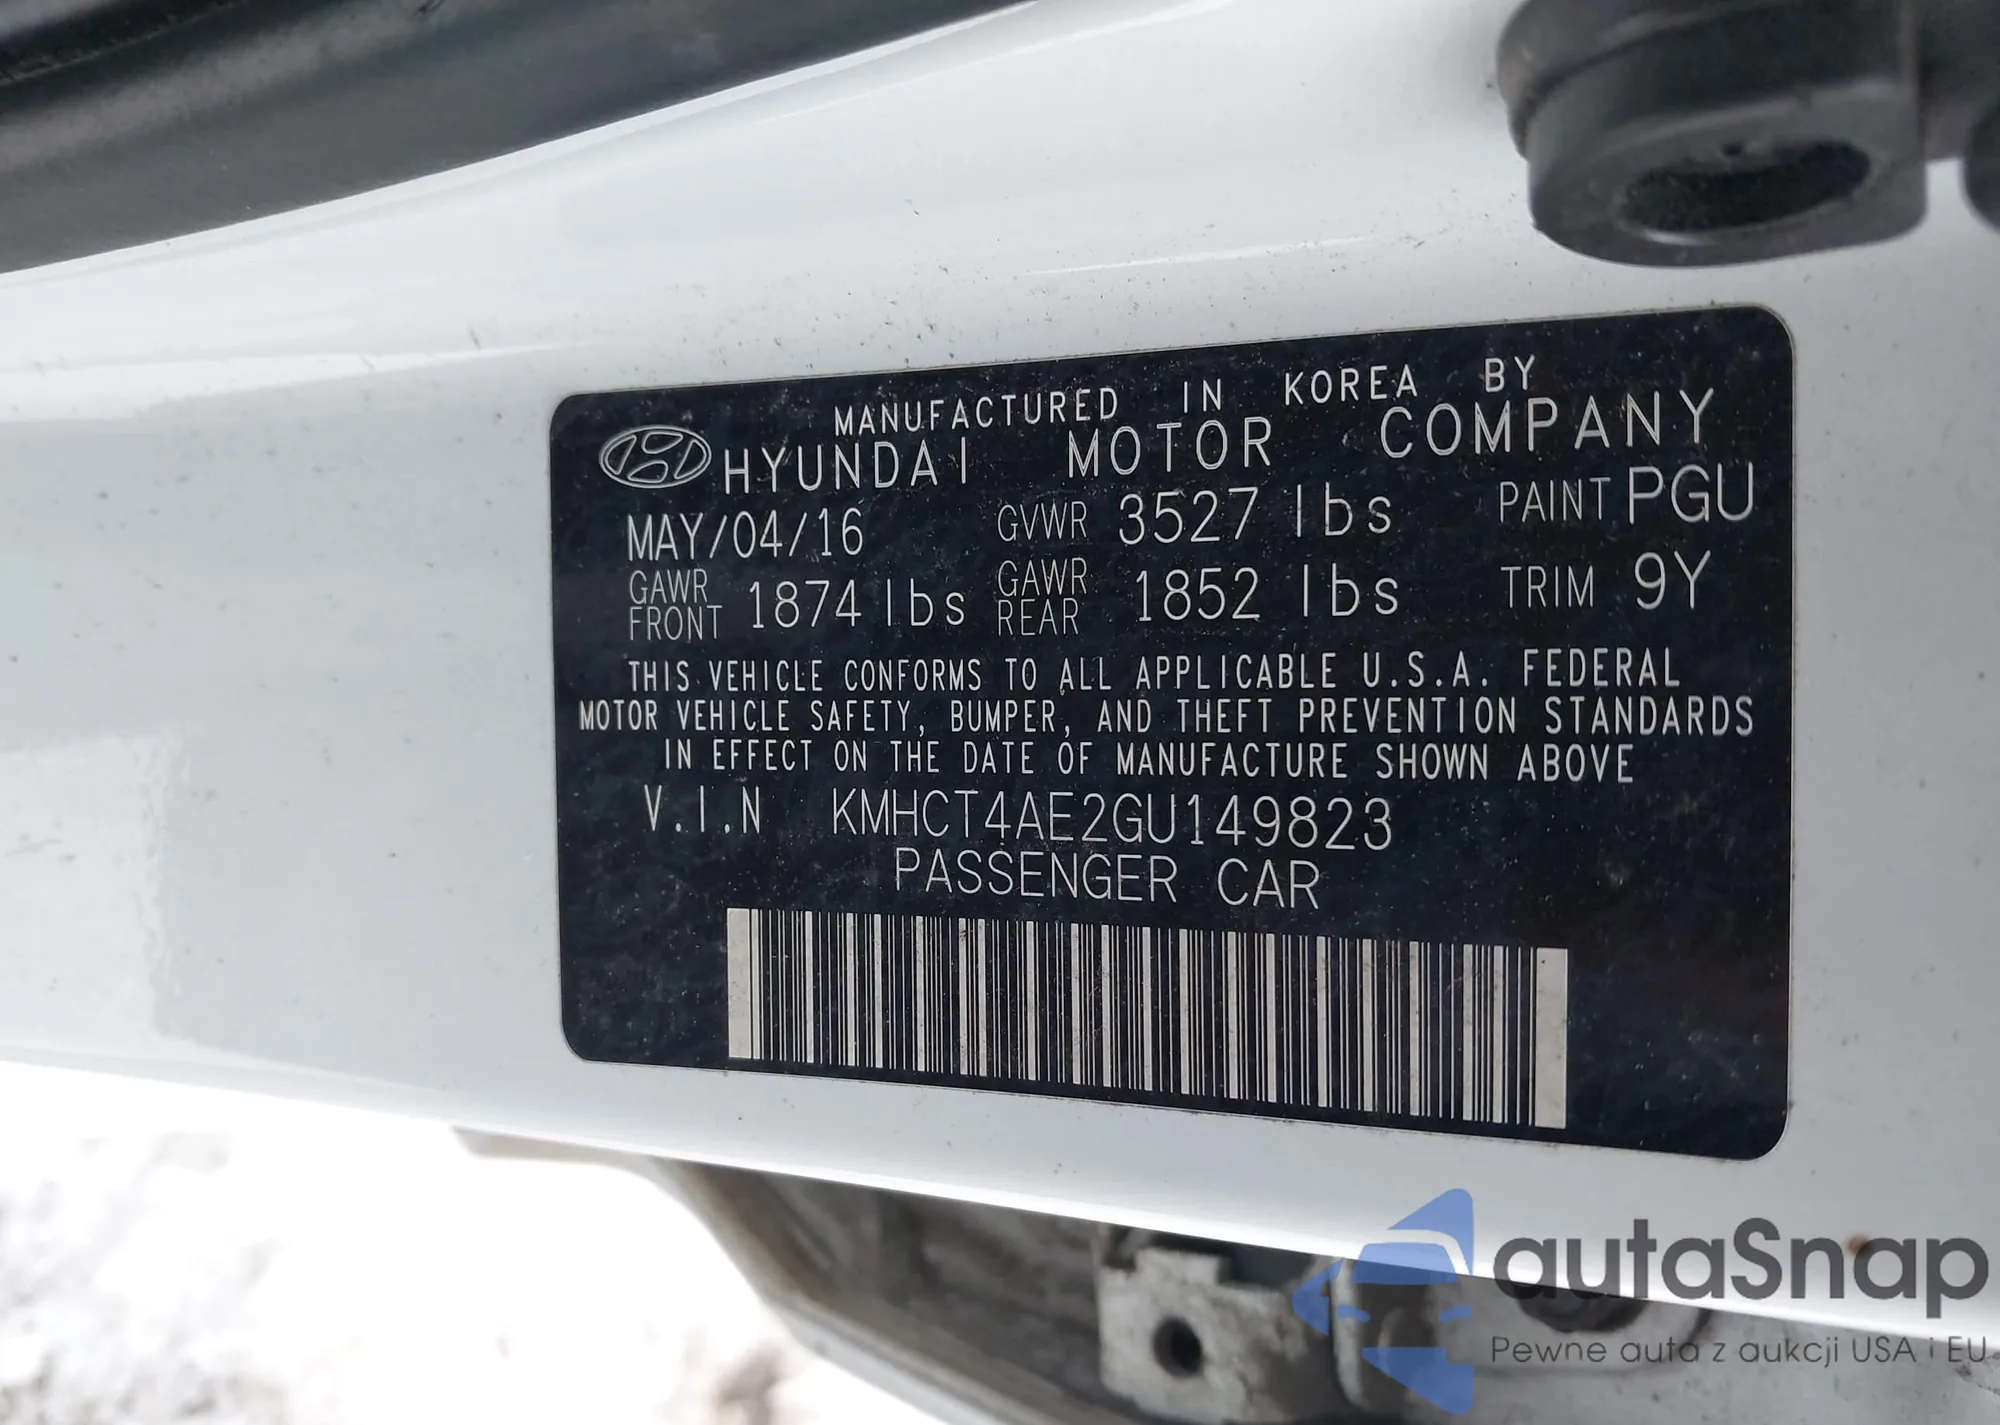 MANUFACTURED IN KOREA BY
HYUNDAI MOTOR COMPANY
MAY/04/16 GVWR 3527 lbs PAINT PGU
GAWR FRONT 1874 lbs GAWR REAR 1852 lbs TRIM 9Y
THIS VEHICLE CONFORMS TO ALL APPLICABLE U.S.A. FEDERAL
MOTOR VEHICLE SAFETY, BUMPER, AND THEFT PREVENTION STANDARDS
IN EFFECT ON THE DATE OF MANUFACTURE SHOWN ABOVE
V.I.N KMHCT4AE2GU149823
PASSENGER CAR
autaSnap
Pewne auta z aukcji USA i EU